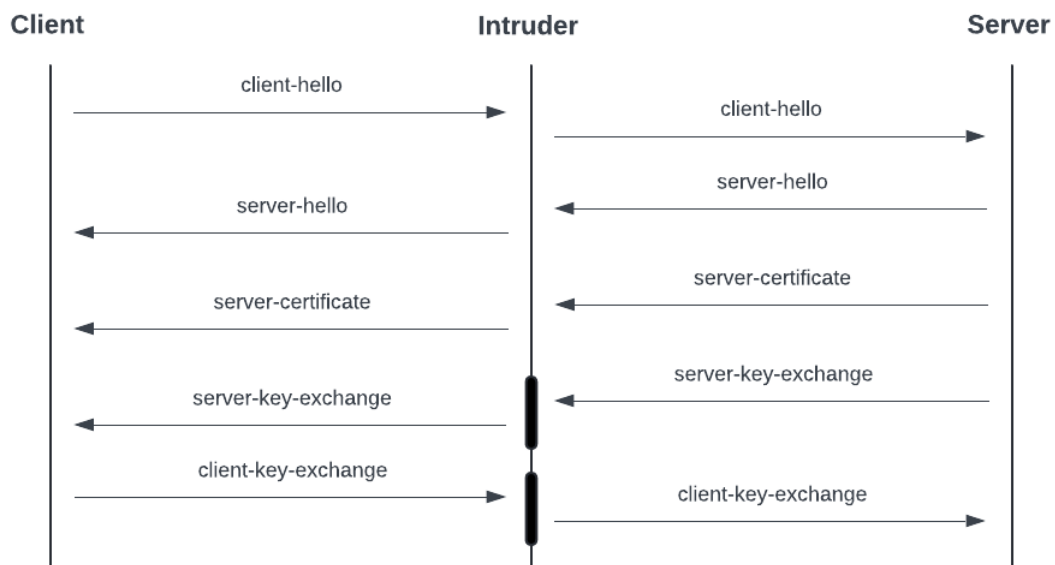 Client
Intruder
Server
client-hello
client-hello
server-hello
server-hello
server-certificate
server-certificate
server-key-exchange
server-key-exchange
client-key-exchange
client-key-exchange